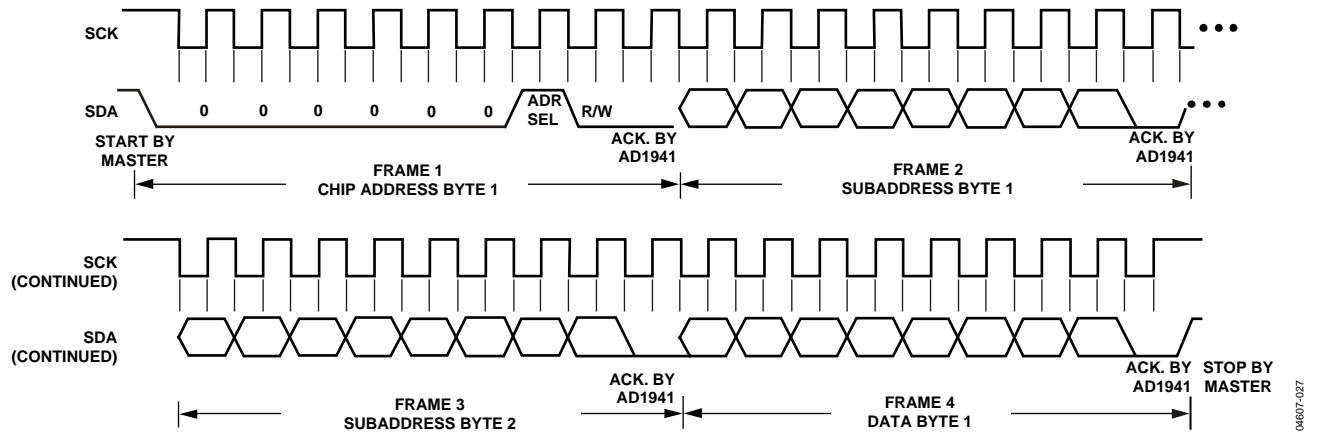 SCK
SDA
0 0 0 0 0 0 ADR SEL R/W
START BY MASTER
ACK. BY AD1941
ACK. BY AD1941
FRAME 1
CHIP ADDRESS BYTE 1
FRAME 2
SUBADDRESS BYTE 1
SCK
(CONTINUED)
SDA
(CONTINUED)
ACK. BY
AD1941
ACK. BY
AD1941
STOP BY
MASTER
FRAME 3
SUBADDRESS BYTE 2
FRAME 4
DATA BYTE 1
04607-027